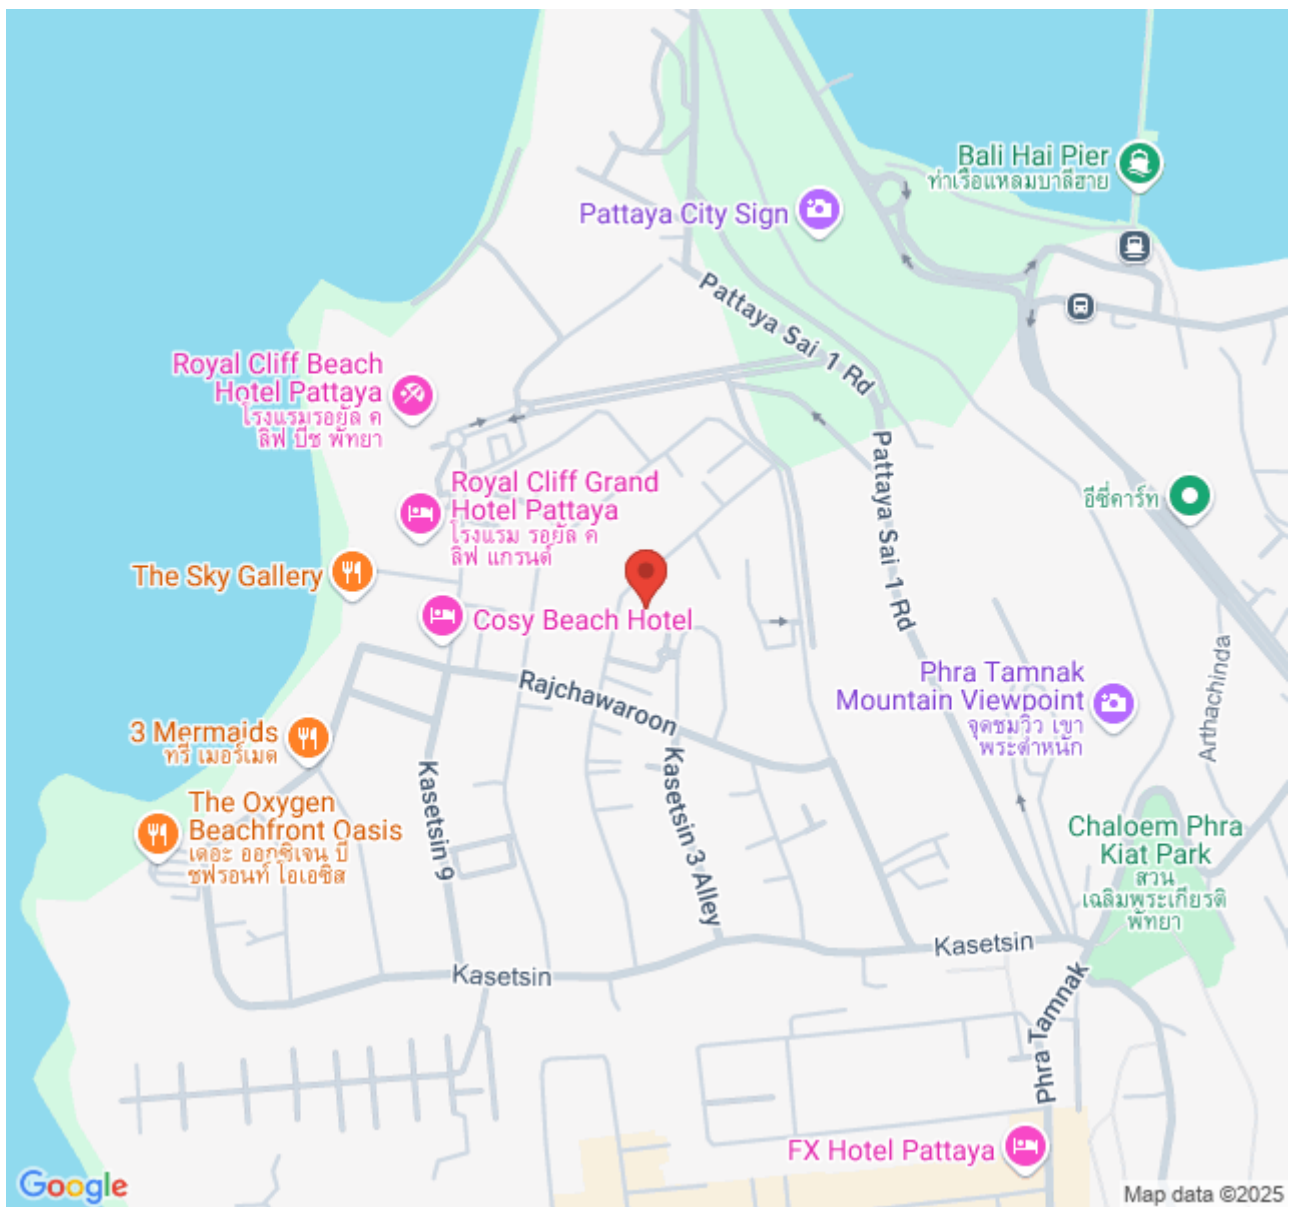 Bali Hai Pier
ท่าเรือแหลมบาลีฮาย
Pattaya City Sign
Pattaya Sai 1 Rd
Royal Cliff Beach
Hotel Pattaya
โรงแรมรอยัล ค
ลิฟ บีช พัทยา
Pattaya Sai 1 Rd
Royal Cliff Grand
Hotel Pattaya
โรงแรม รอยัล ค
ลิฟ แกรนด์
อีซี่คาร์ท
The Sky Gallery
Cosy Beach Hotel
Arthachinda
Phra Tamnak
Mountain Viewpoint
จุดชมวิว เขา
พระตำหนัก
Rajchawaroon
3 Mermaids
ทรี เมอร์เมด
Kasetsin 9
Kasetsin 3 Alley
The Oxygen
Beachfront Oasis
เดอะ ออกซิเจน บี
ชฟรอนท์ โอเอซิส
Chaloem Phra
Kiat Park
สวน
เฉลิมพระเกียรติ
พัทยา
Kasetsin
Kasetsin
Phra Tamnak
FX Hotel Pattaya
Google
Map data ©2025